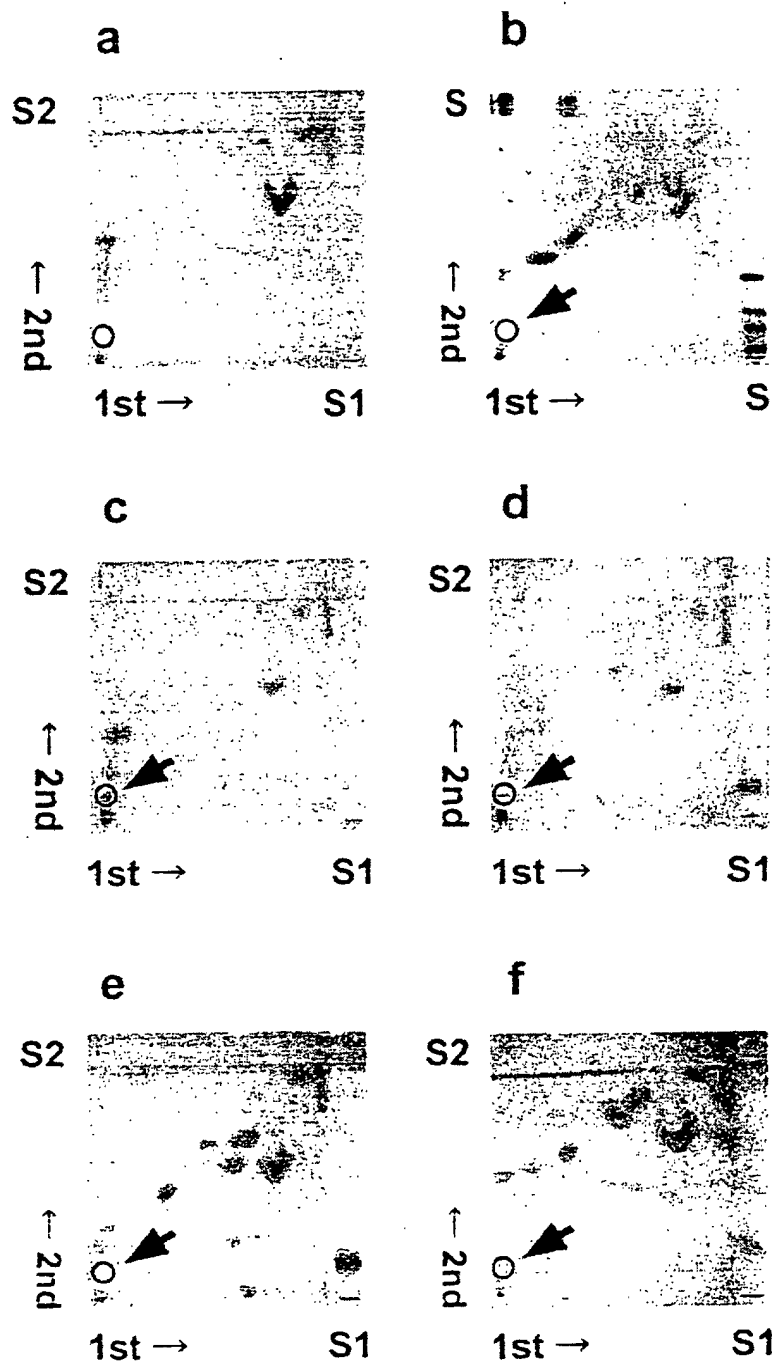 a
b
S2
S
← 2nd
← 2nd
1st → S1
1st → S
c
d
S2
S2
← 2nd
← 2nd
1st → S1
1st → S1
e
f
S2
S2
← 2nd
← 2nd
1st → S1
1st → S1